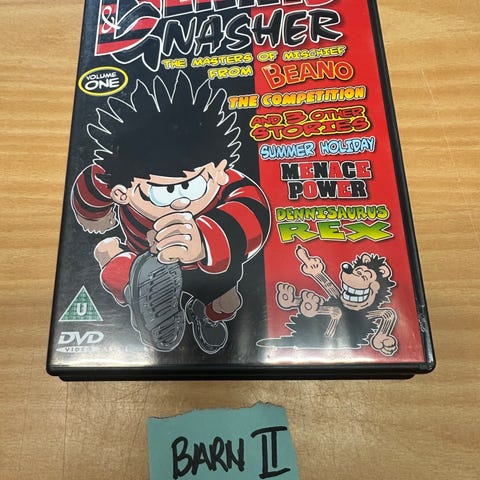 &
GNASHER
THE MASTERS OF MISCHIEF
FROM BEANO
VOLUME
ONE
THE COMPETITION
AND 3 OTHER
STORIES
SUMMER HOLIDAY
MENACE
POWER
DENNISAURUS
REX
U
DVD
VIDEO
BARN II